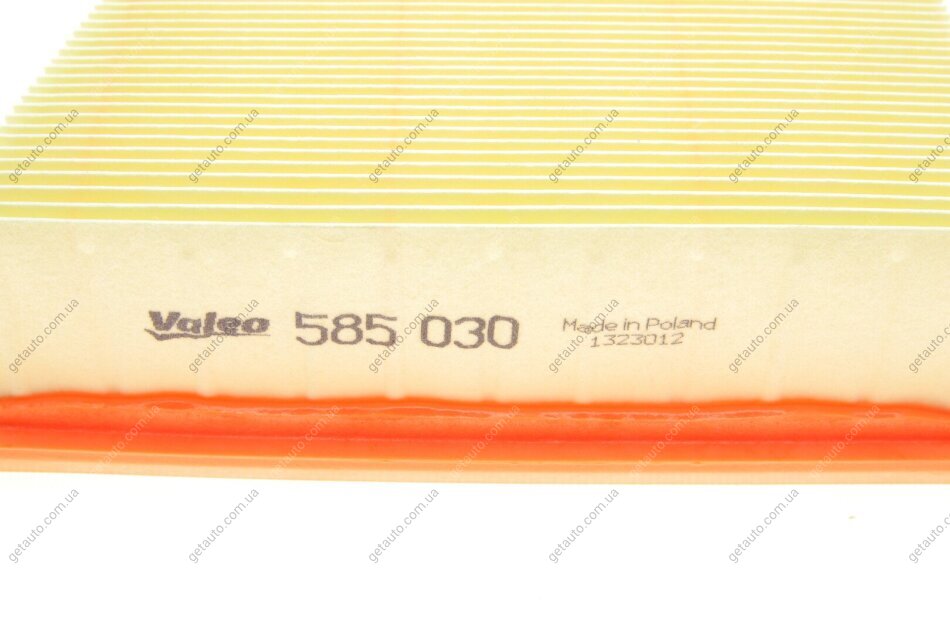 Valeo 585 030 Made in Poland
1323012
getauto.com.ua